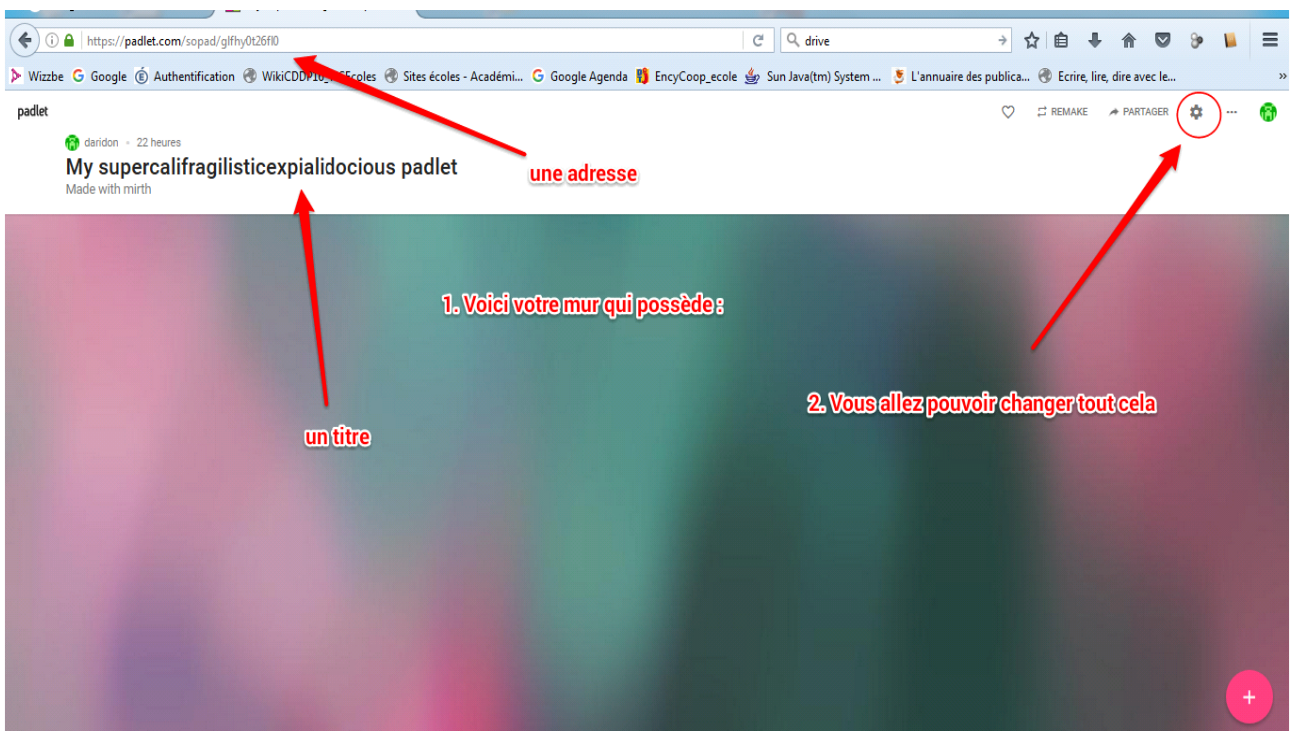 https://padlet.com/sopad/glfhy0t26fl0
drive
Wizzbe Google Authentification Sites écoles - Académi... Google Agenda EncyCoop_ecole Sun Java(tm) System ... L'annuaire des publica... Ecrire, lire, dire avec le... »
padlet
REMAKE PARTAGER
daridon • 22 heures
My supercalifragilisticexpialidocious padlet
Made with mirth
une adresse
1. Voici votre mur qui possède :
2. Vous allez pouvoir changer tout cela
un titre